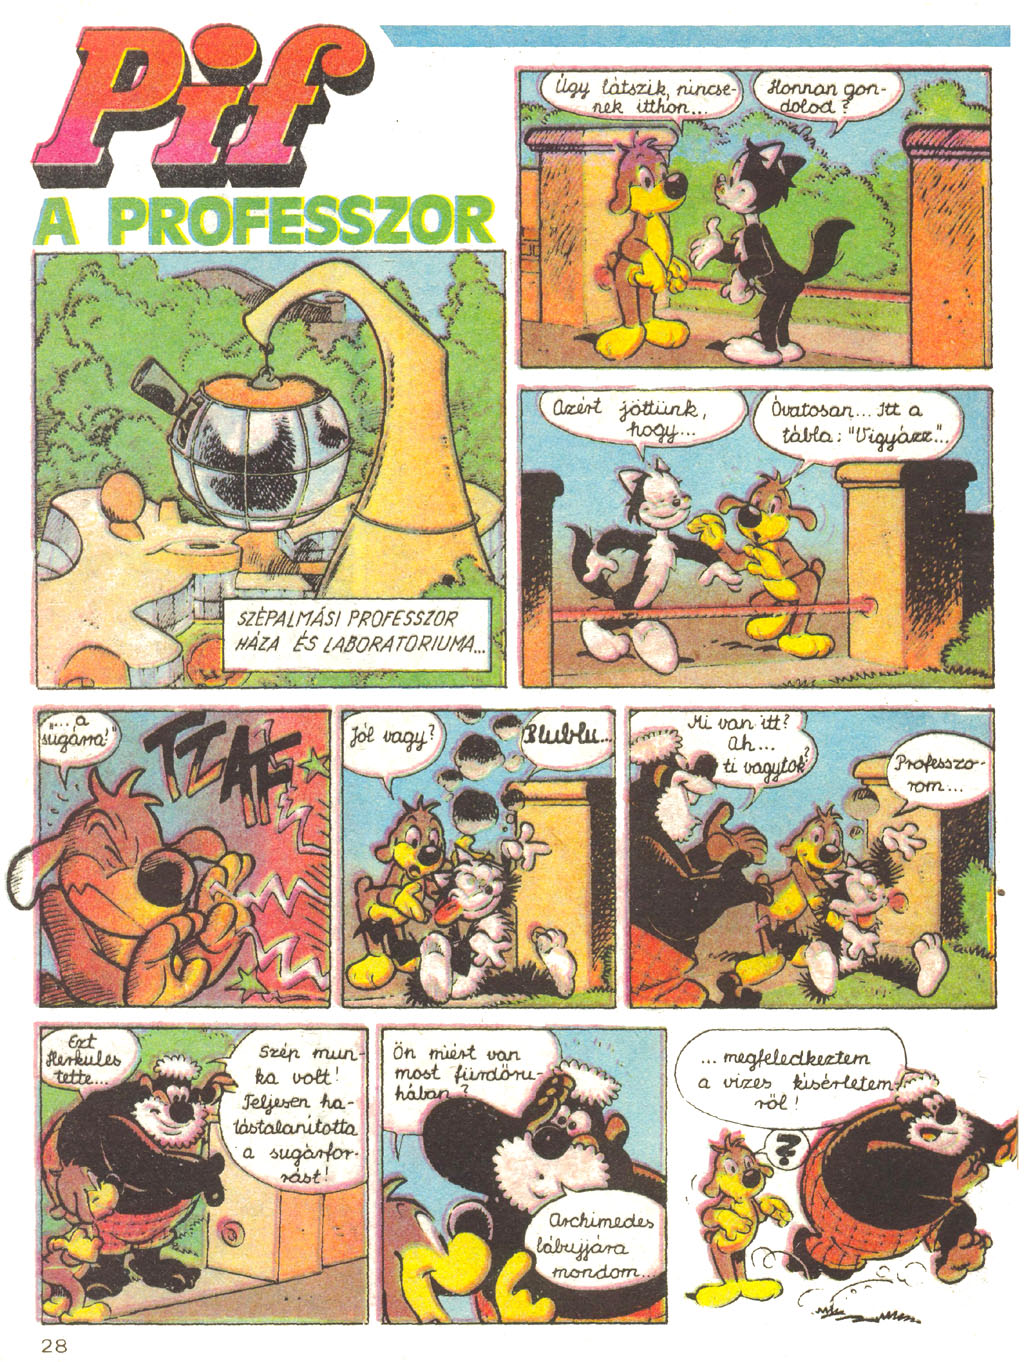 Pif
A PROFESSZOR
SZÉPALMÁSI PROFESSZOR
HÁZA ÉS LABORATORIUMA...
Úgy látszik, nincse-
nek itthon...
Honnan gon-
dolod?
Azért jöttünk,
hogy...
Óvatosan... Itt a
tábla: "Vigyázz"...
"... a
sugárra!"
TZAF
Jól vagy?
Blublu...
Mi van itt?
Ah...
ti vagytok?
Professzo-
rom...
Ezt
Herkules
tette...
Szép mun-
ka volt!
Teljesen ha-
tástalanította
a sugárfor-
rást!
Ön miért van
most fürdőru-
hában?
Archimedes
lábujjára
mondom...
... megfeledkeztem
a vizes kisérletem-
ről!
?
28